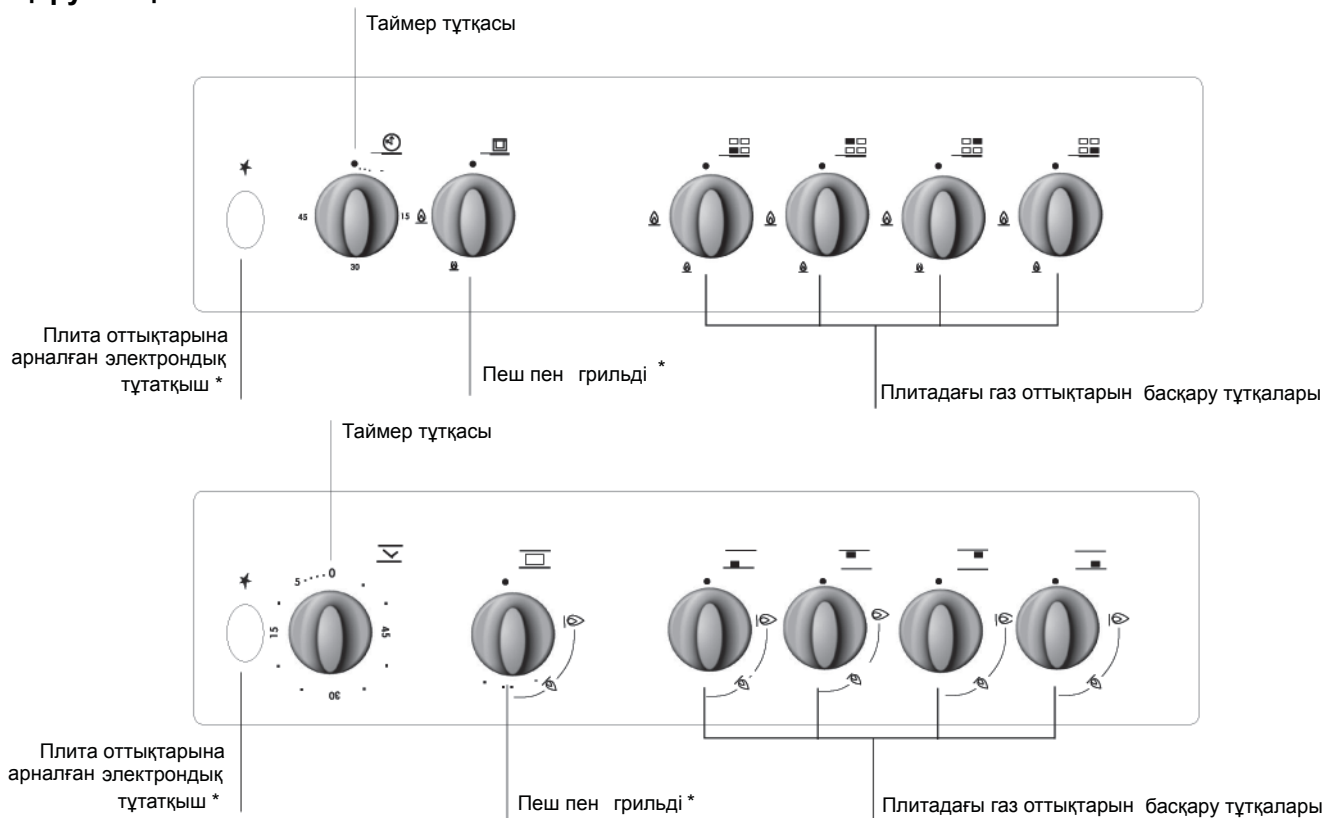 Таймер тұтқасы
45 15
30
Плита оттықтарына
арналған электрондық
тұтатқыш *
Пеш пен грильді *
Плитадағы газ оттықтарын басқару тұтқалары
Таймер тұтқасы
5 0
15 45
30
Плита оттықтарына
арналған электрондық
тұтатқыш *
Пеш пен грильді *
Плитадағы газ оттықтарын басқару тұтқалары